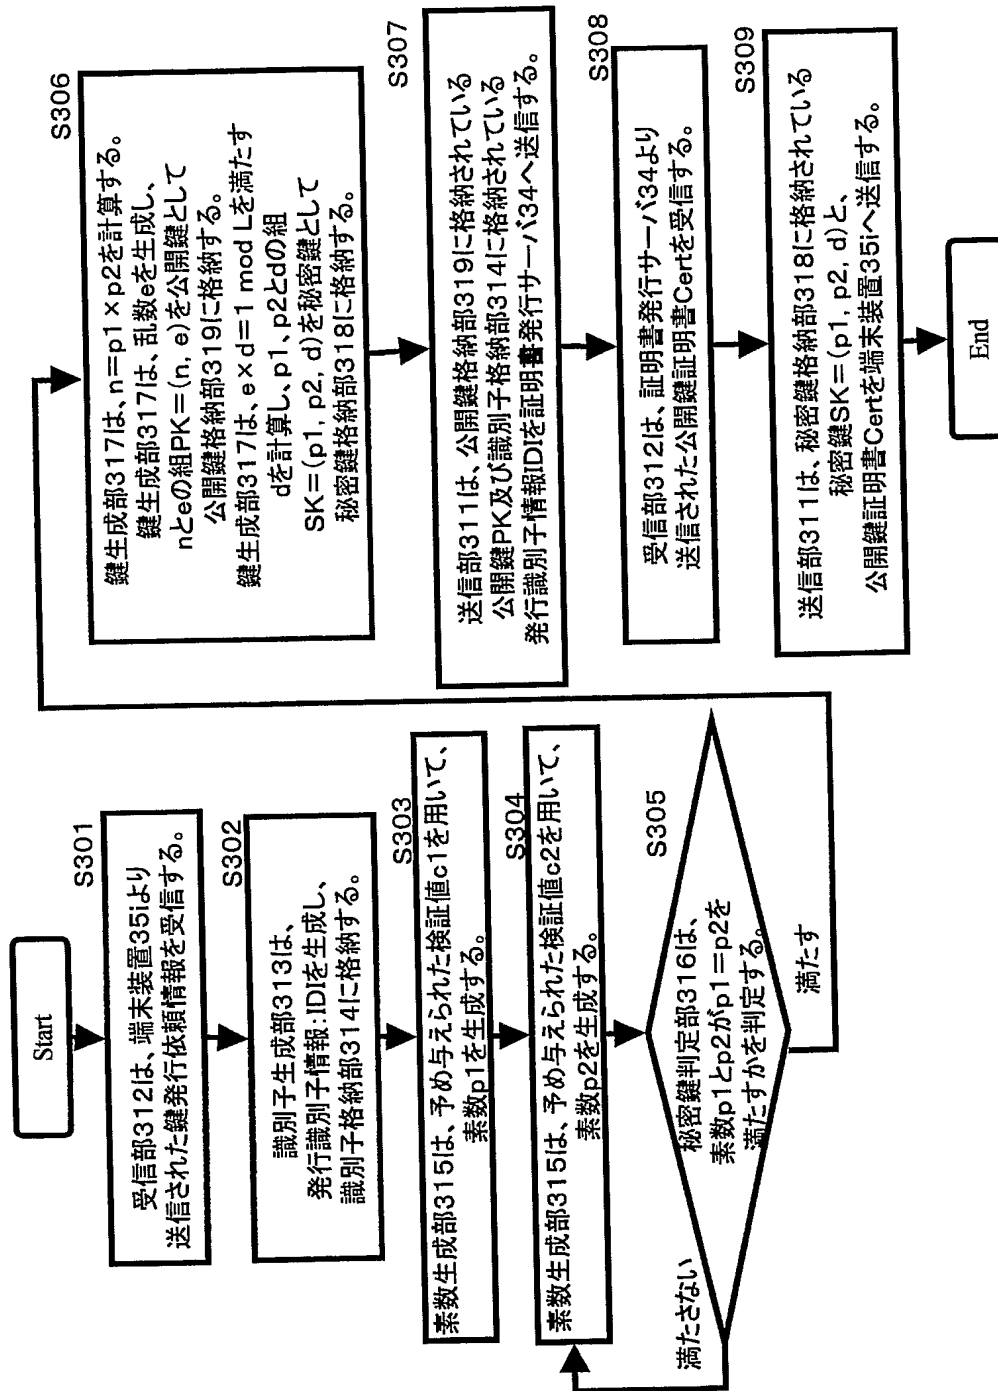 Start
S301
受信部312は、端末装置35iより
送信された鍵発行依頼情報を受信する。
S302
識別子生成部313は、
発行識別子情報:IDIを生成し、
識別子格納部314に格納する。
S303
素数生成部315は、予め与えられた検証値c1を用いて、
素数p1を生成する。
S304
素数生成部315は、予め与えられた検証値c2を用いて、
素数p2を生成する。
S305
秘密鍵判定部316は、
素数p1とp2がp1=p2を
満たすかを判定する。
満たさない
満たす
S306
鍵生成部317は、n=p1×p2を計算する。
鍵生成部317は、乱数eを生成し、
nとeの組PK=(n, e)を公開鍵として
公開鍵格納部319に格納する。
鍵生成部317は、e×d=1 mod Lを満たす
dを計算し、p1、p2とdの組
SK=(p1, p2, d)を秘密鍵として
秘密鍵格納部318に格納する。
S307
送信部311は、公開鍵格納部319に格納されている
公開鍵PK及び識別子格納部314に格納されている
発行識別子情報IDIを証明書発行サーバ34へ送信する。
S308
受信部312は、証明書発行サーバ34より
送信された公開鍵証明書Certを受信する。
S309
送信部311は、秘密鍵格納部318に格納されている
秘密鍵SK=(p1, p2, d)と、
公開鍵証明書Certを端末装置35iへ送信する。
End